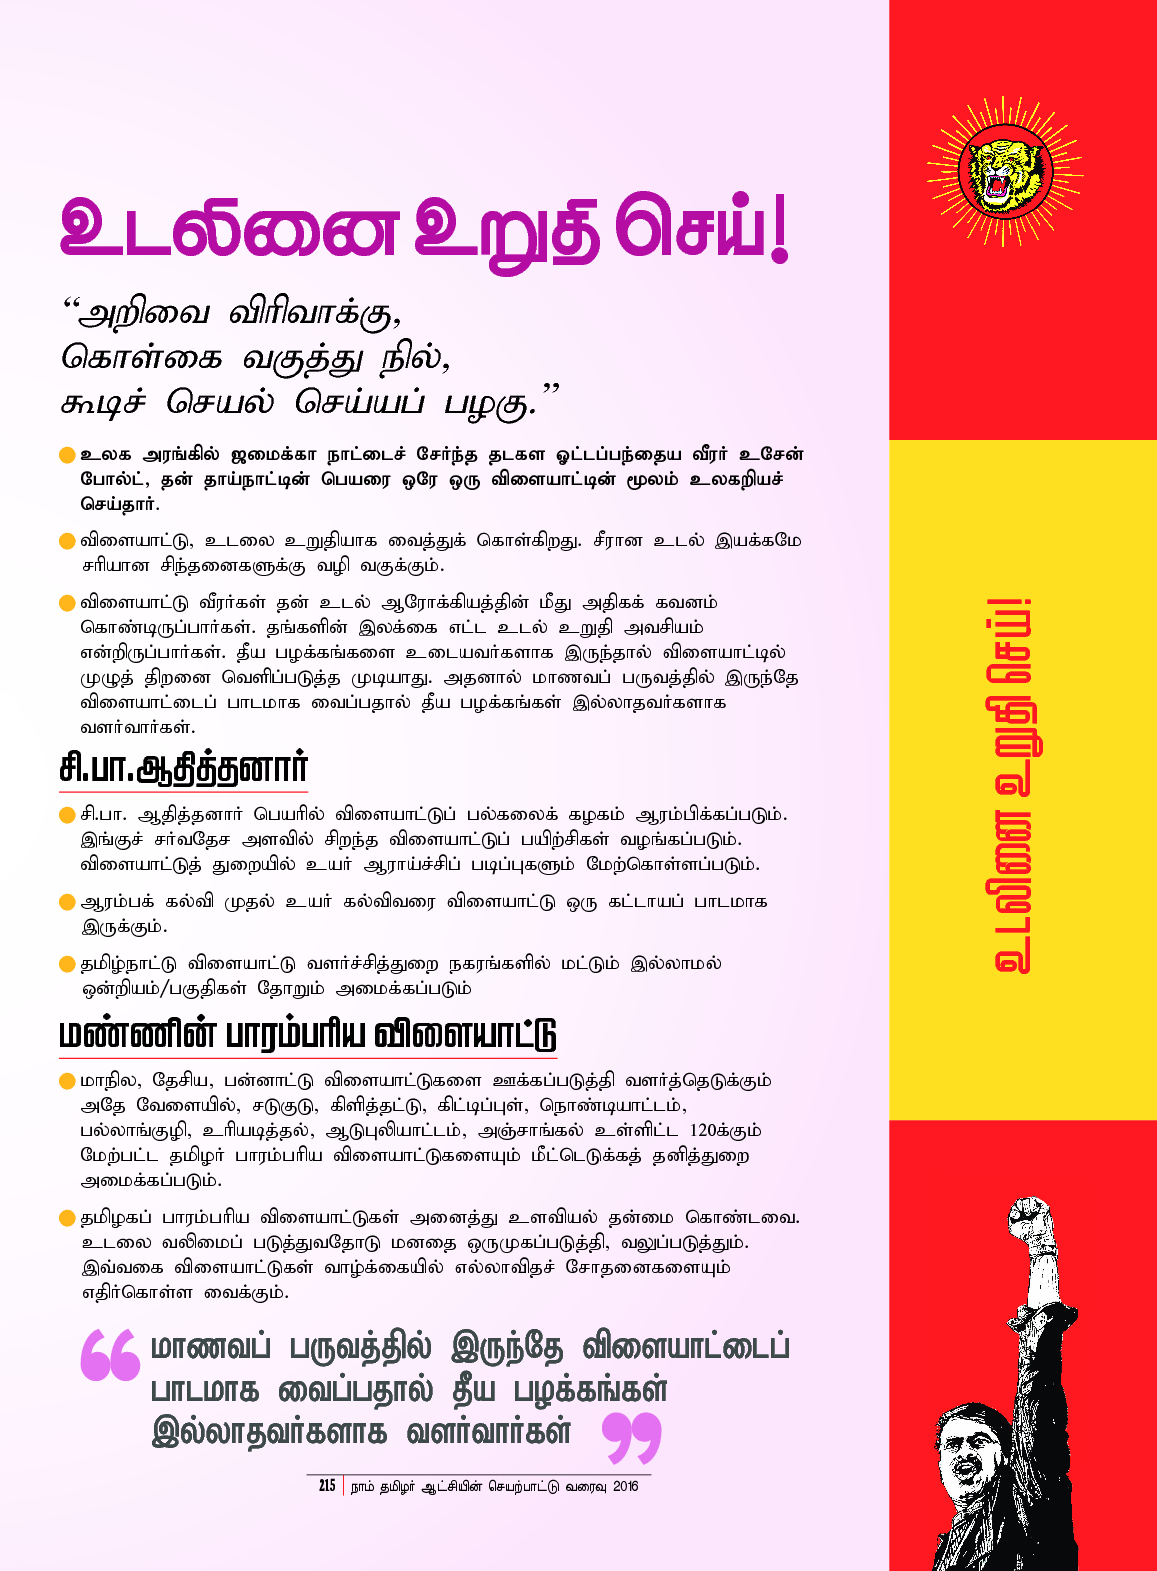 உடலினை உறுதி செய்!
“அறிவை விரிவாக்கு,
கொள்கை வகுத்து நில்,
கூடிச் செயல் செய்யப் பழகு.”
உலக அரங்கில் ஜமைக்கா நாட்டைச் சேர்ந்த தடகள ஓட்டப்பந்தைய வீரர் உசேன்
போல்ட், தன் தாய்நாட்டின் பெயரை ஒரே ஒரு விளையாட்டின் மூலம் உலகறியச்
செய்தார்.
விளையாட்டு, உடலை உறுதியாக வைத்துக் கொள்கிறது. சீரான உடல் இயக்கமே
சரியான சிந்தனைகளுக்கு வழி வகுக்கும்.
விளையாட்டு வீரர்கள் தன் உடல் ஆரோக்கியத்தின் மீது அதிகக் கவனம்
கொண்டிருப்பார்கள். தங்களின் இலக்கை எட்ட உடல் உறுதி அவசியம்
என்றிருப்பார்கள். தீய பழக்கங்களை உடையவர்களாக இருந்தால் விளையாட்டில்
முழுத் திறனை வெளிப்படுத்த முடியாது. அதனால் மாணவப் பருவத்தில் இருந்தே
விளையாட்டைப் பாடமாக வைப்பதால் தீய பழக்கங்கள் இல்லாதவர்களாக
வளர்வார்கள்.
சி.பா.ஆதித்தனார்
சி.பா. ஆதித்தனார் பெயரில் விளையாட்டுப் பல்கலைக் கழகம் ஆரம்பிக்கப்படும்.
இங்குச் சர்வதேச அளவில் சிறந்த விளையாட்டுப் பயிற்சிகள் வழங்கப்படும்.
விளையாட்டுத் துறையில் உயர் ஆராய்ச்சிப் படிப்புகளும் மேற்கொள்ளப்படும்.
ஆரம்பக் கல்வி முதல் உயர் கல்விவரை விளையாட்டு ஒரு கட்டாயப் பாடமாக
இருக்கும்.
தமிழ்நாட்டு விளையாட்டு வளர்ச்சித்துறை நகரங்களில் மட்டும் இல்லாமல்
ஒன்றியம்/பகுதிகள் தோறும் அமைக்கப்படும்
மண்ணின் பாரம்பரிய விளையாட்டு
மாநில, தேசிய, பன்னாட்டு விளையாட்டுகளை ஊக்கப்படுத்தி வளர்த்தெடுக்கும்
அதே வேளையில், சடுகுடு, கிளித்தட்டு, கிட்டிப்புள், நொண்டியாட்டம்,
பல்லாங்குழி, உரியடித்தல், ஆடுபுலியாட்டம், அஞ்சாங்கல் உள்ளிட்ட 120க்கும்
மேற்பட்ட தமிழர் பாரம்பரிய விளையாட்டுகளையும் மீட்டெடுக்கத் தனித்துறை
அமைக்கப்படும்.
தமிழகப் பாரம்பரிய விளையாட்டுகள் அனைத்து உளவியல் தன்மை கொண்டவை.
உடலை வலிமைப் படுத்துவதோடு மனதை ஒருமுகப்படுத்தி, வலுப்படுத்தும்.
இவ்வகை விளையாட்டுகள் வாழ்க்கையில் எல்லாவிதச் சோதனைகளையும்
எதிர்கொள்ள வைக்கும்.
“மாணவப் பருவத்தில் இருந்தே விளையாட்டைப்
பாடமாக வைப்பதால் தீய பழக்கங்கள்
இல்லாதவர்களாக வளர்வார்கள்”
215 நாம் தமிழர் ஆட்சியின் செயற்பாட்டு வரைவு 2016
உடலினை உறுதி செய்!